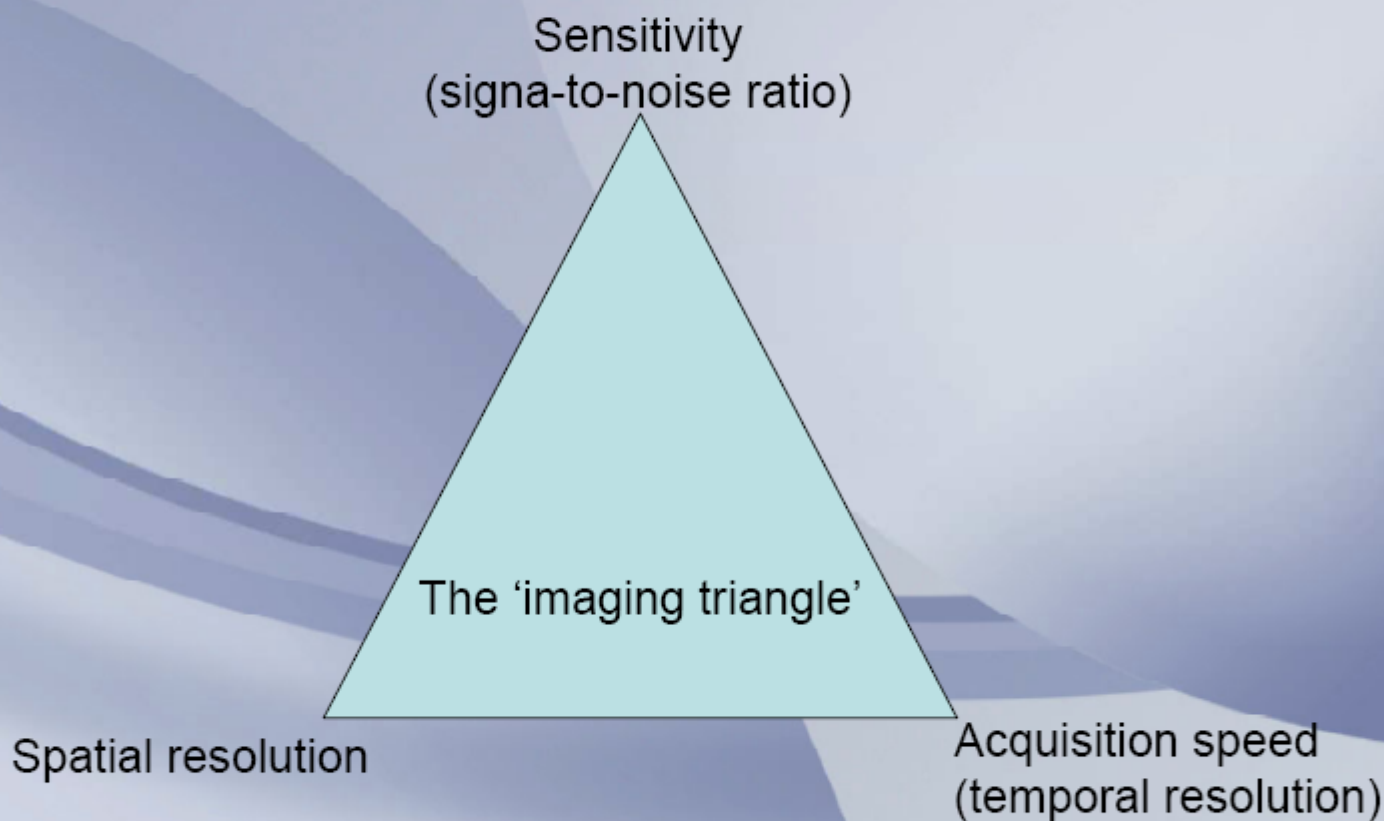 Sensitivity
(signa-to-noise ratio)
The ‘imaging triangle’
Spatial resolution
Acquisition speed
(temporal resolution)